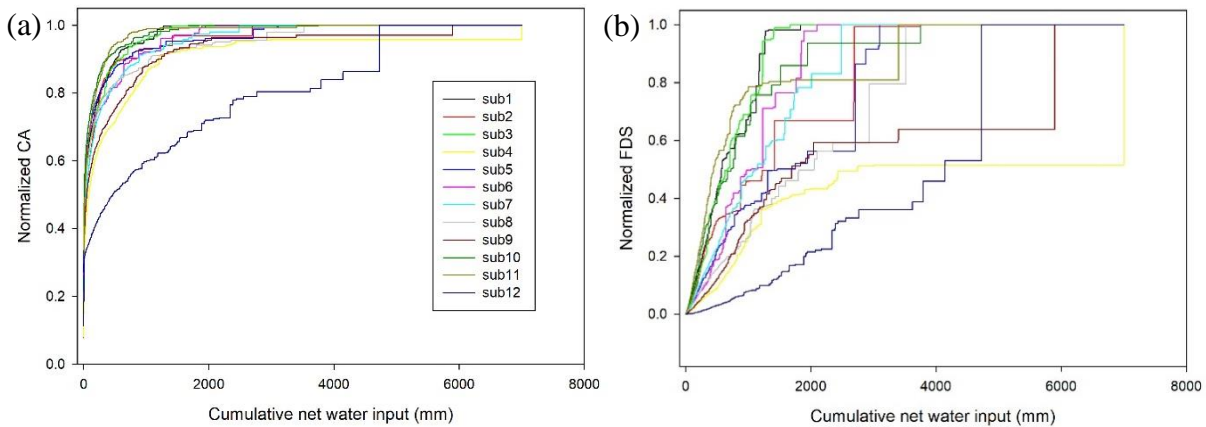 (a)
Normalized CA
1.0
0.8
0.6
0.4
0.2
0.0
0
2000
4000
6000
8000
Cumulative net water input (mm)
sub1
sub2
sub3
sub4
sub5
sub6
sub7
sub8
sub9
sub10
sub11
sub12
(b)
Normalized FDS
1.0
0.8
0.6
0.4
0.2
0.0
0
2000
4000
6000
8000
Cumulative net water input (mm)